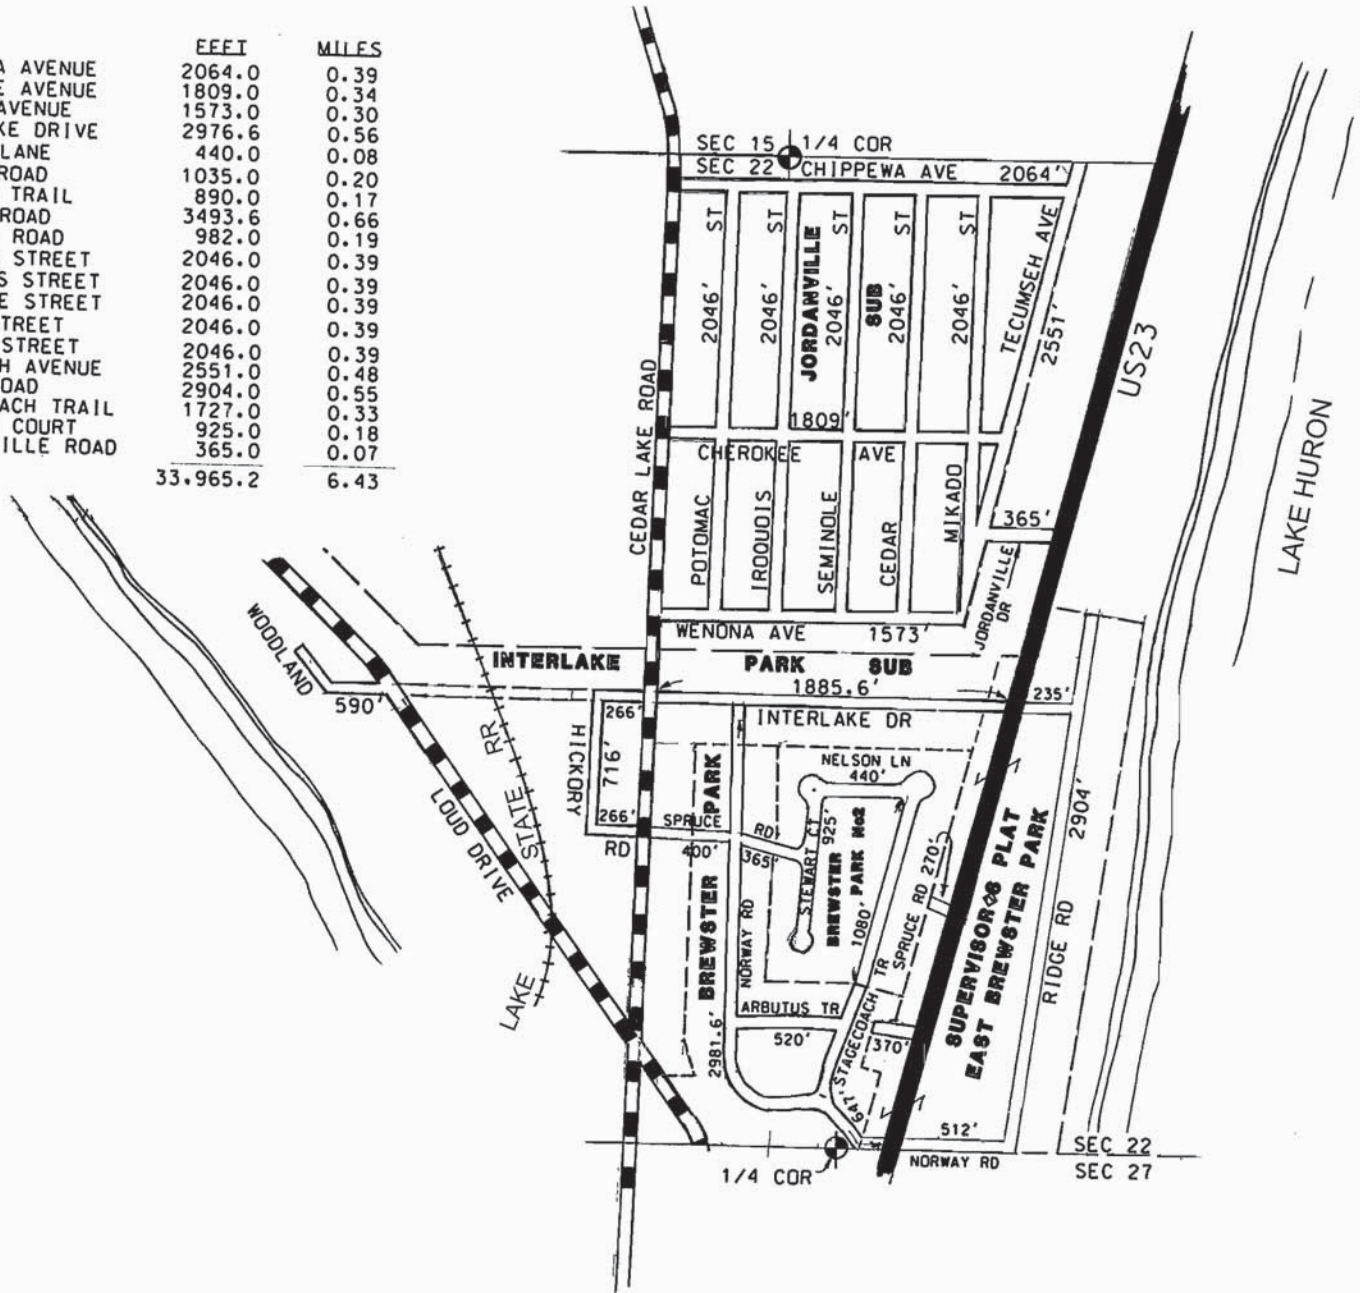 FEET MILES
A AVENUE 2064.0 0.39
E AVENUE 1809.0 0.34
AVENUE 1573.0 0.30
KE DRIVE 2976.6 0.56
LANE 440.0 0.08
ROAD 1035.0 0.20
TRAIL 890.0 0.17
ROAD 3493.6 0.66
ROAD 982.0 0.19
STREET 2046.0 0.39
S STREET 2046.0 0.39
E STREET 2046.0 0.39
TREET 2046.0 0.39
STREET 2046.0 0.39
H AVENUE 2551.0 0.48
OAD 2904.0 0.55
ACH TRAIL 1727.0 0.33
COURT 925.0 0.18
ILLE ROAD 365.0 0.07
33.965.2 6.43
SEC 15 1/4 COR
SEC 22 CHIPPEWA AVE 2064'
ST ST ST ST ST
2046' 2046' 2046' 2046' 2046'
JORDANVILLE
SUB
TECUMSEH AVE
2551'
US23
LAKE HURON
CEDAR LAKE ROAD
1809'
CHEROKEE AVE
POTOMAC
IROQUOIS
SEMINOLE
CEDAR
MIKADO
365'
JORDANVILLE
DR
WENONA AVE 1573'
INTERLAKE PARK SUB
1885.6'
235'
INTERLAKE DR
WOODLAND
590'
LOUD DRIVE
LAKE STATE RR
HICKORY
266'
716'
266'
RD
SPRUCE
RD
400'
365'
BREWSTER PARK
NELSON LN
440'
STEWART CT 925'
BREWSTER PARK No2
1080'
NORWAY RD
2981.6'
ARBUTUS TR
520'
647' STAGECOACH TR
SPRUCE RD 270'
370'
SUPERVISOR'S PLAT
EAST BREWSTER PARK
RIDGE RD
2904'
512'
NORWAY RD
SEC 22
SEC 27
1/4 COR